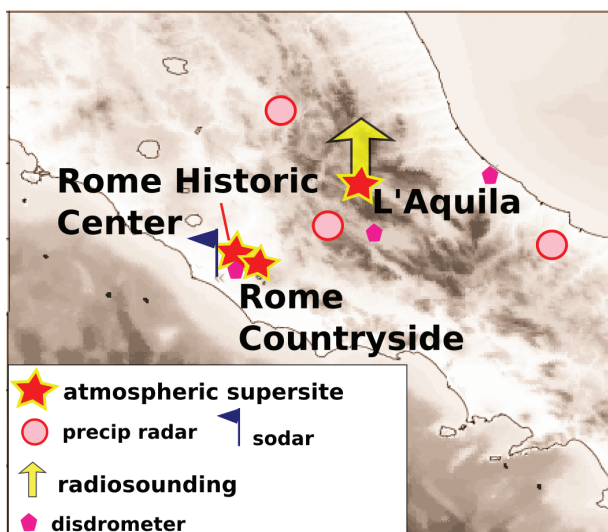 Rome Historic
Center
L'Aquila
Rome
Countryside
atmospheric supersite
precip radar
sodar
radiosounding
disdrometer